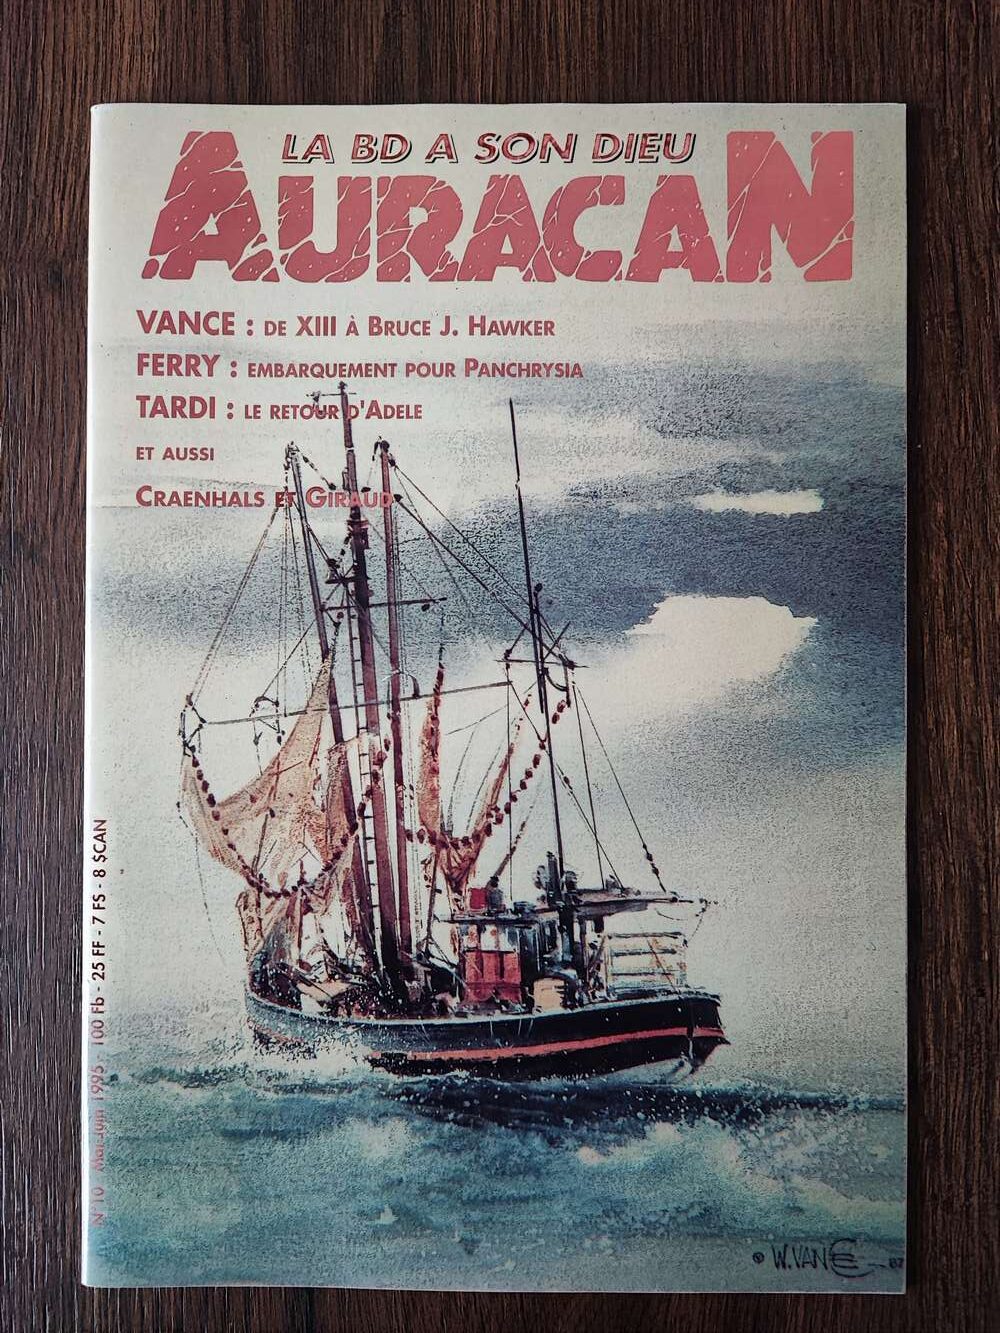 LA BD A SON DIEU
AURACAN
VANCE : DE XIII À BRUCE J. HAWKER
FERRY : EMBARQUEMENT POUR PANCHRYSIA
TARDI : LE RETOUR D'ADELE
ET AUSSI
CRAENHALS ET GIRAUD
N°10 - Mai-Juin 1995 - 100 Fb - 25 FF - 7 FS - 8 $CAN
© W. VANCE 87